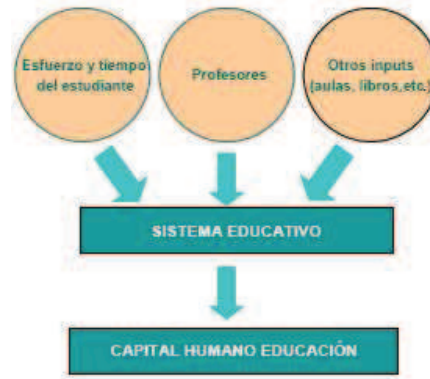 Esfuerzo y tiempo
del estudiante
Profesores
Otros inputs
(aulas, libros,etc.)
SISTEMA EDUCATIVO
CAPITAL HUMANO EDUCACIÓN